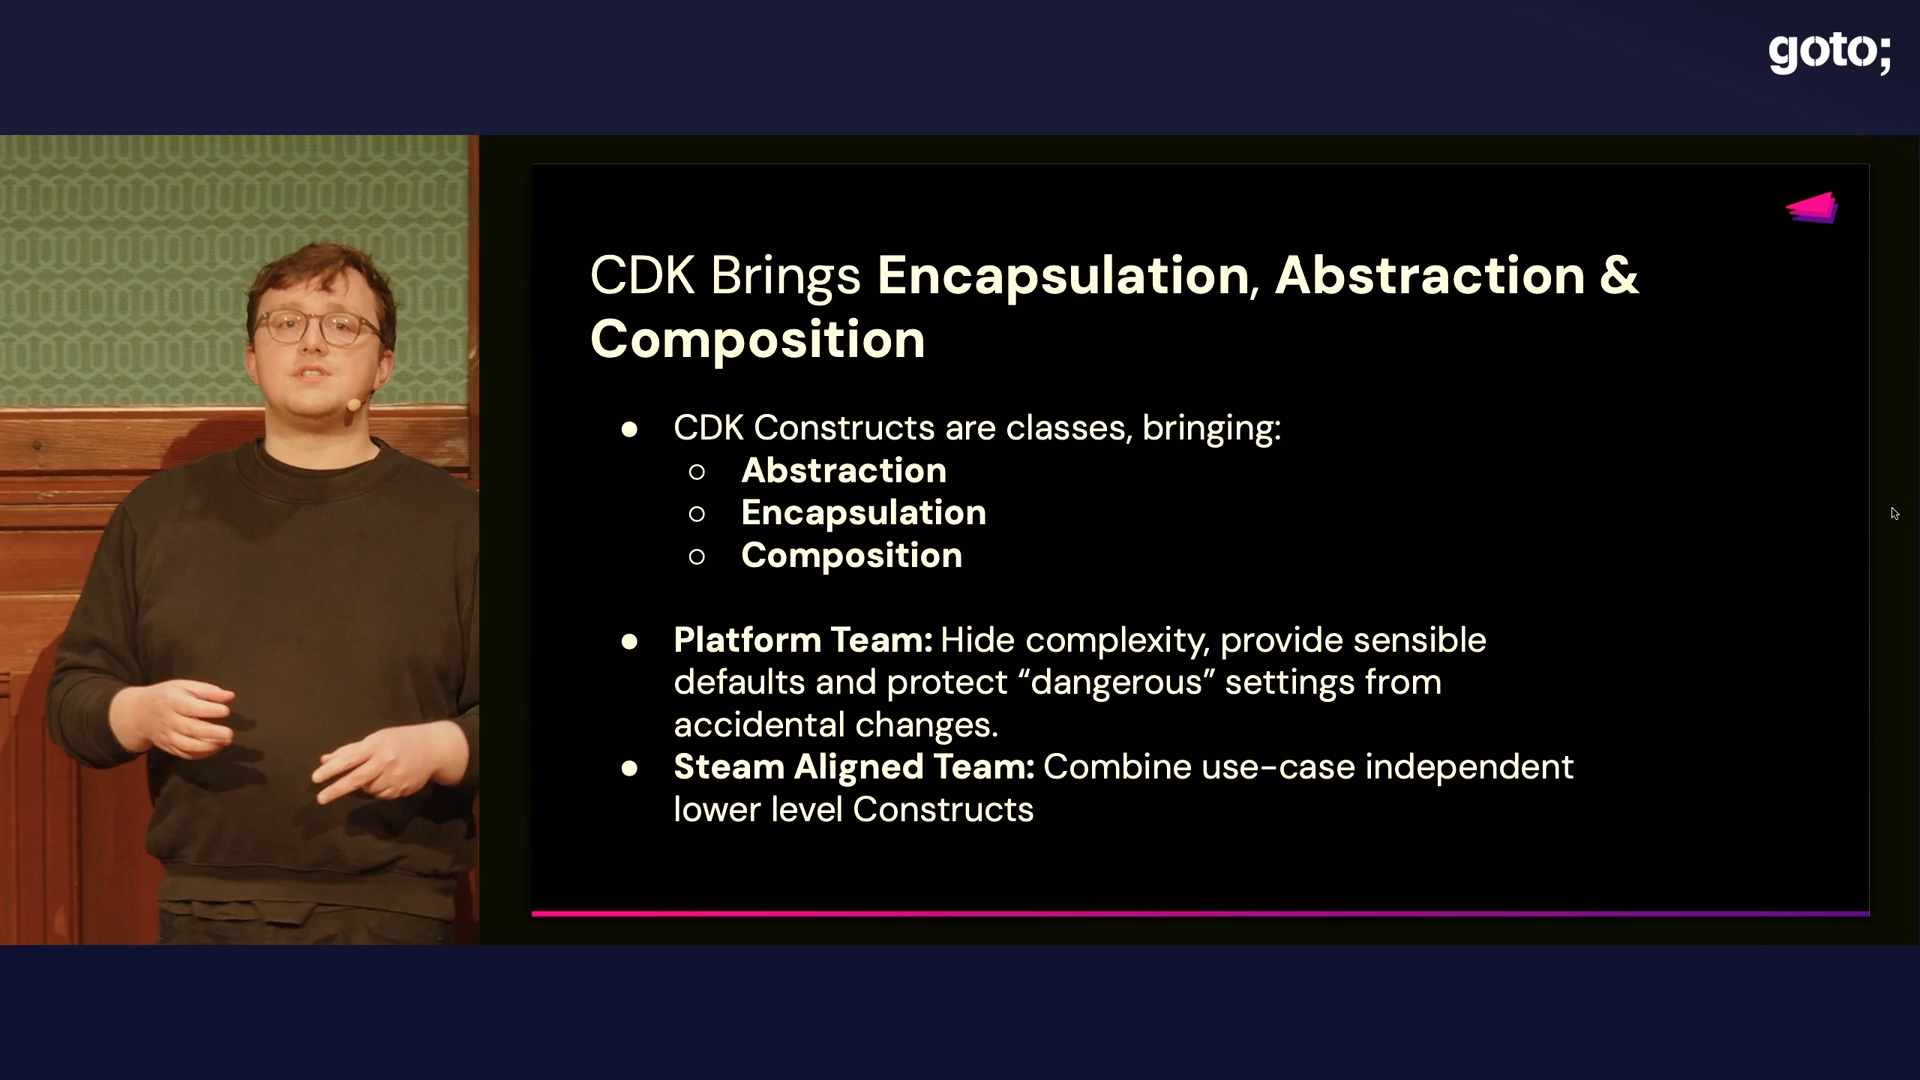 goto;
CDK Brings Encapsulation, Abstraction &
Composition
● CDK Constructs are classes, bringing:
○ Abstraction
○ Encapsulation
○ Composition
● Platform Team: Hide complexity, provide sensible
defaults and protect “dangerous” settings from
accidental changes.
● Steam Aligned Team: Combine use-case independent
lower level Constructs